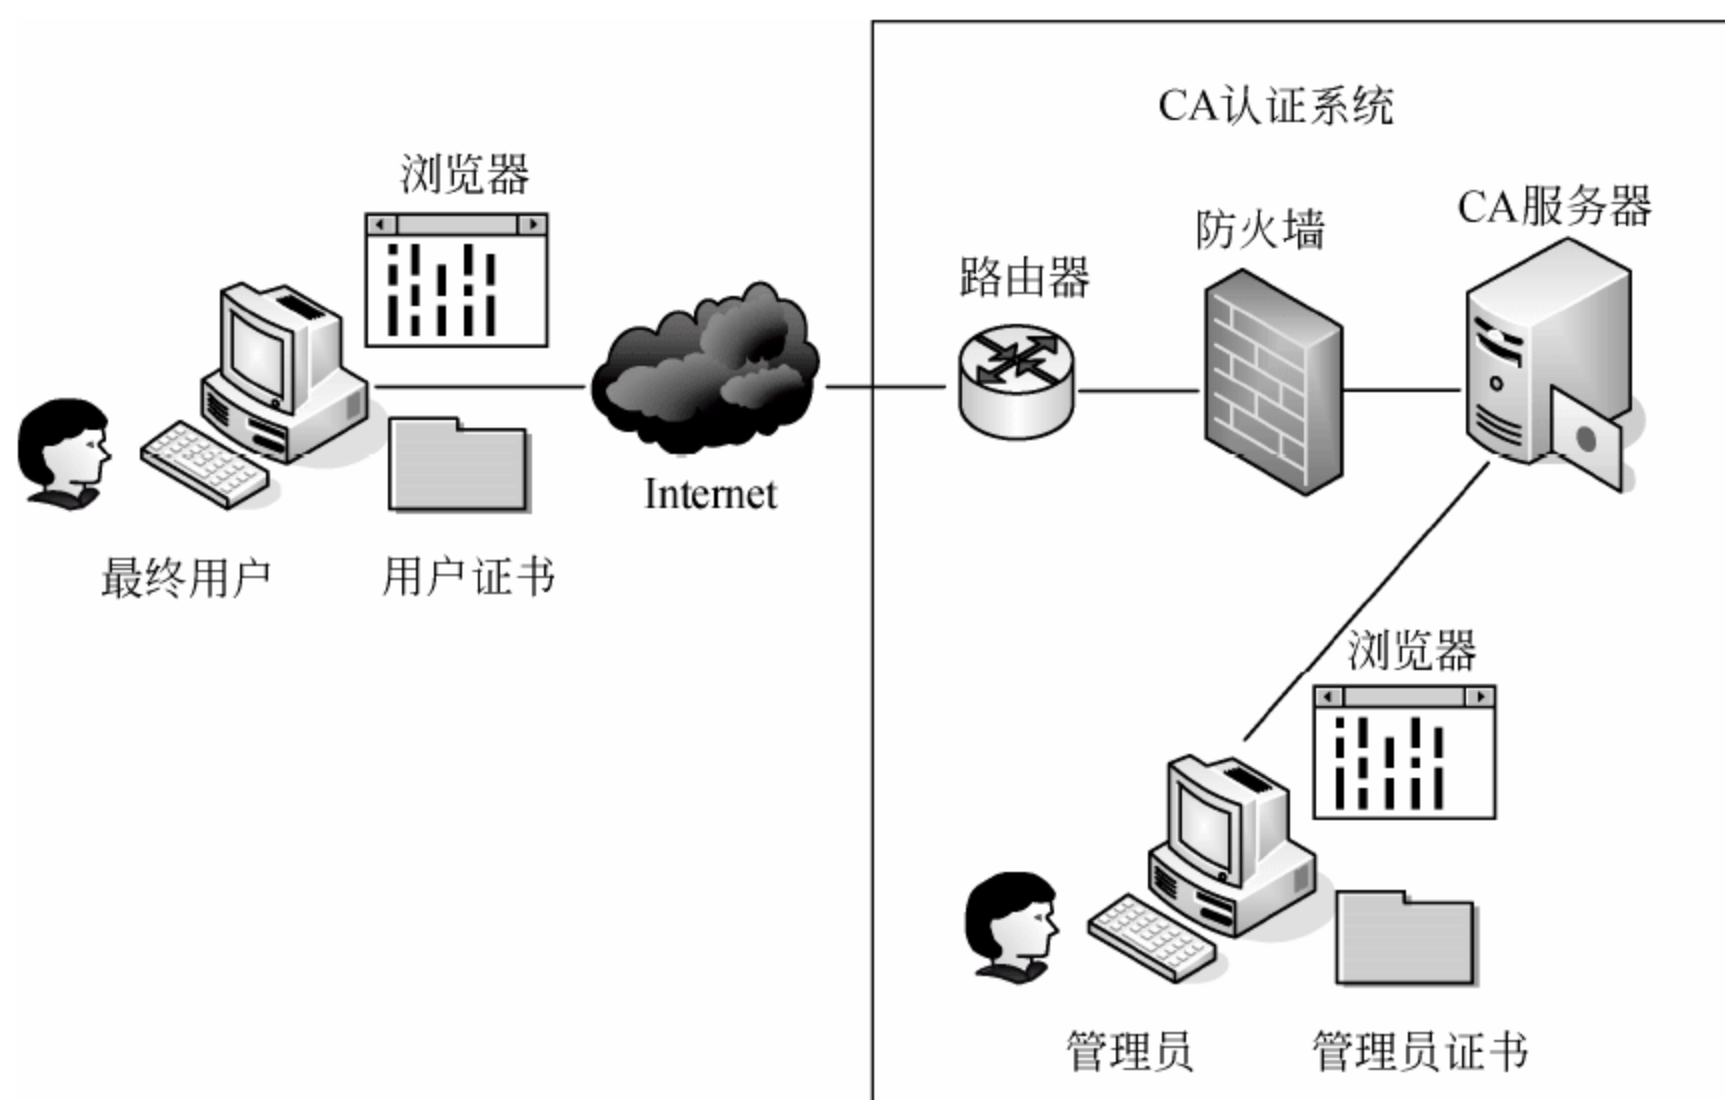 CA认证系统
浏览器
CA服务器
防火墙
路由器
Internet
最终用户
用户证书
浏览器
管理员
管理员证书